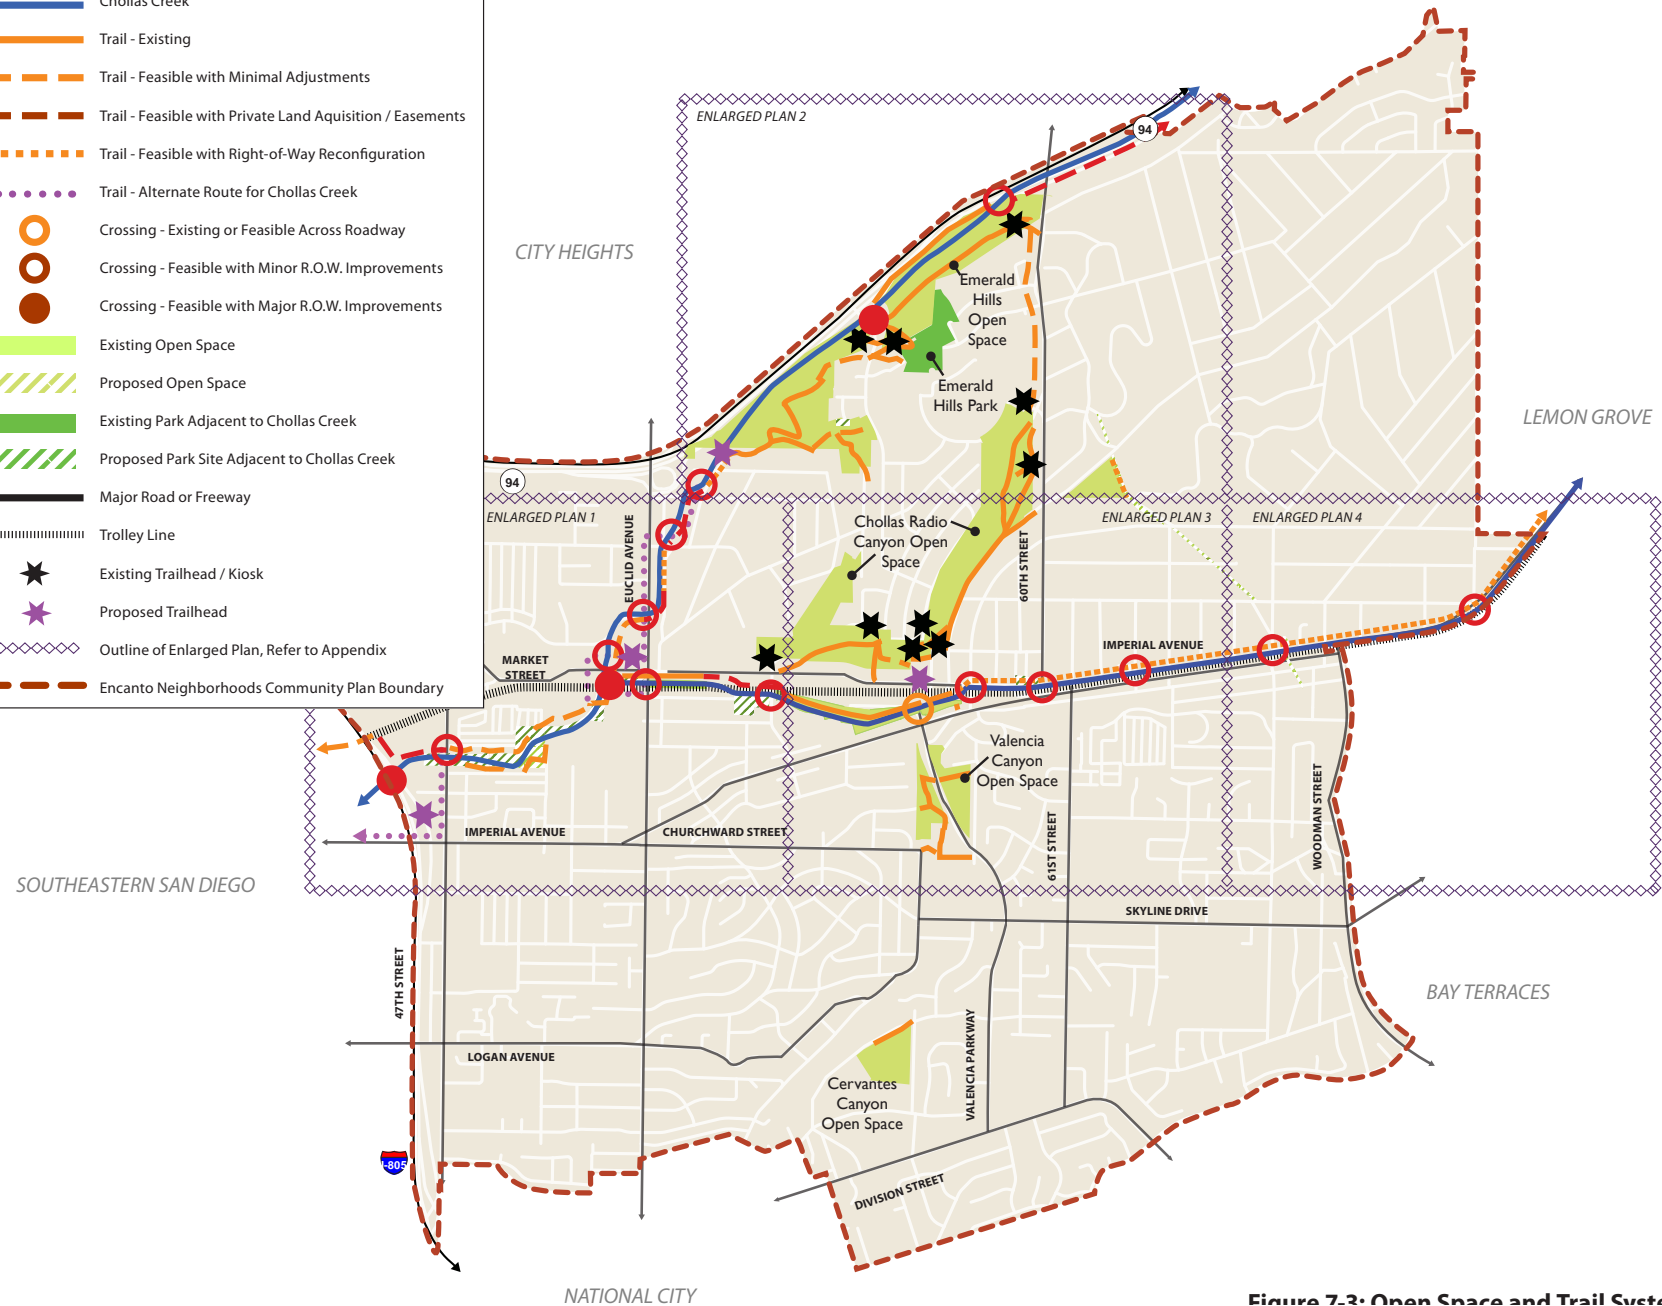 Chollas Creek
Trail - Existing
Trail - Feasible with Minimal Adjustments
Trail - Feasible with Private Land Aquisition / Easements
Trail - Feasible with Right-of-Way Reconfiguration
Trail - Alternate Route for Chollas Creek
Crossing - Existing or Feasible Across Roadway
Crossing - Feasible with Minor R.O.W. Improvements
Crossing - Feasible with Major R.O.W. Improvements
Existing Open Space
Proposed Open Space
Existing Park Adjacent to Chollas Creek
Proposed Park Site Adjacent to Chollas Creek
Major Road or Freeway
Trolley Line
Existing Trailhead / Kiosk
Proposed Trailhead
Outline of Enlarged Plan, Refer to Appendix
Encanto Neighborhoods Community Plan Boundary
ENLARGED PLAN 2
94
CITY HEIGHTS
Emerald
Hills
Open
Space
Emerald
Hills Park
LEMON GROVE
94
ENLARGED PLAN 1
EUCLID AVENUE
Chollas Radio
Canyon Open
Space
60TH STREET
ENLARGED PLAN 3
ENLARGED PLAN 4
MARKET
STREET
IMPERIAL AVENUE
Valencia
Canyon
Open Space
IMPERIAL AVENUE
CHURCHWARD STREET
61ST STREET
WOODMAN STREET
SOUTHEASTERN SAN DIEGO
SKYLINE DRIVE
47TH STREET
BAY TERRACES
LOGAN AVENUE
VALENCIA PARKWAY
Cervantes
Canyon
Open Space
I-805
DIVISION STREET
NATIONAL CITY
Figure 7-3: Open Space and Trail Syste